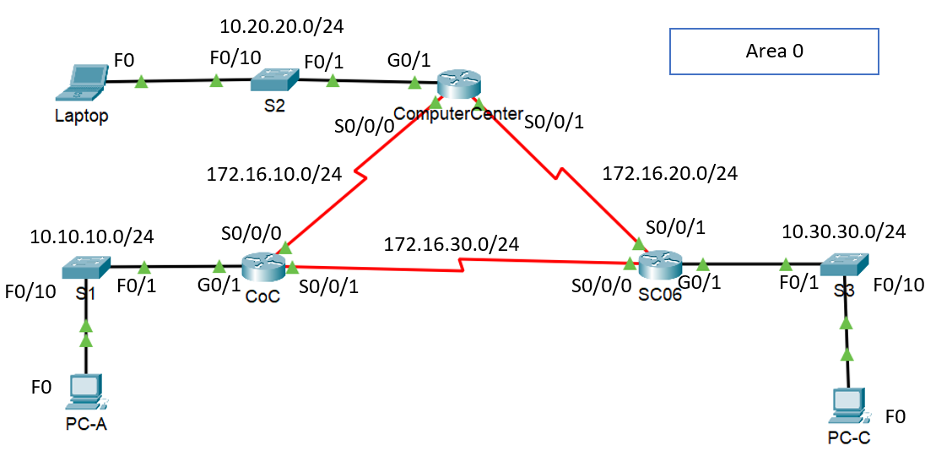 10.20.20.0/24
Area 0
F0
F0/10
F0/1
G0/1
S2
Laptop
ComputerCenter
S0/0/0
S0/0/1
172.16.10.0/24
172.16.20.0/24
S0/0/0
S0/0/1
10.10.10.0/24
172.16.30.0/24
10.30.30.0/24
F0/10
S1
F0/1
G0/1
CoC
S0/0/1
S0/0/0
SC06
G0/1
F0/1
S3
F0/10
F0
PC-A
F0
PC-C